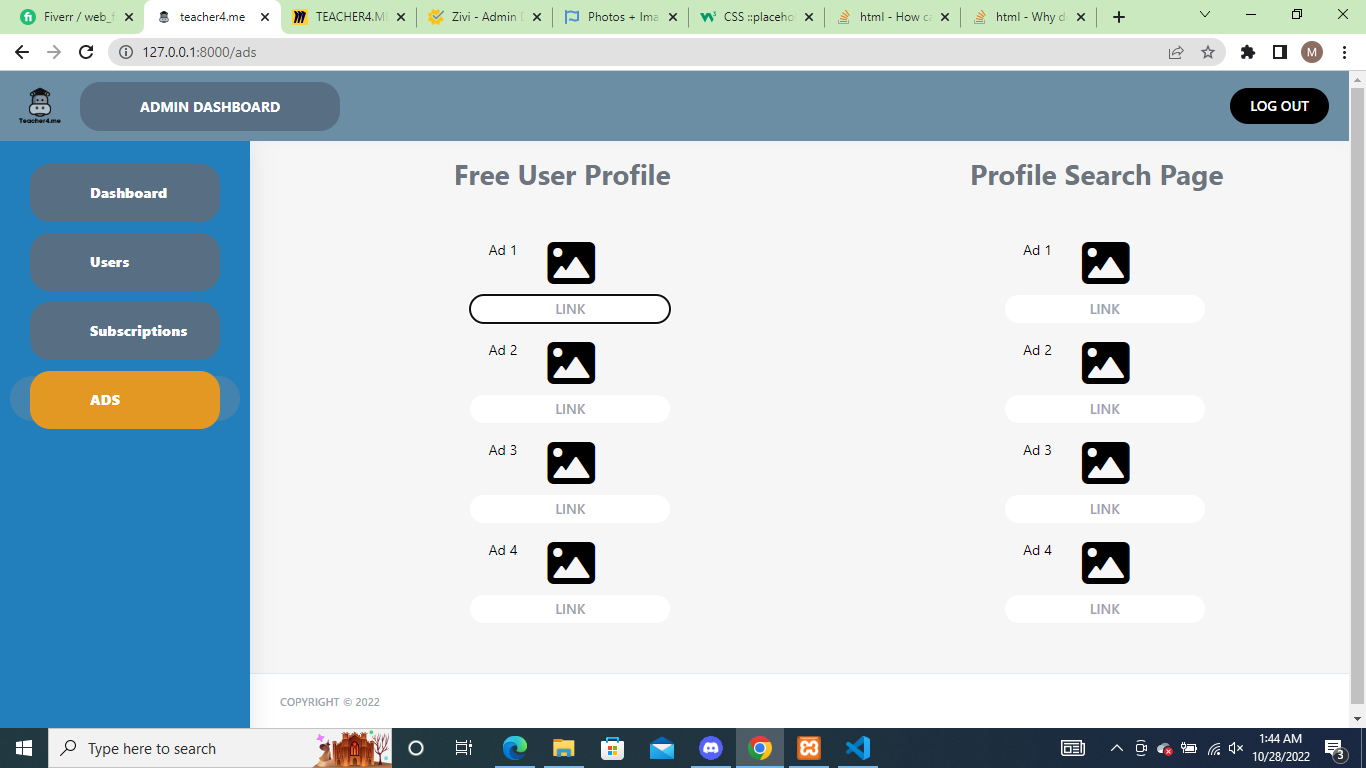 Fiverr / web_f
teacher4.me
TEACHER4.M
Zivi - Admin
Photos + Ima
CSS ::placeho
html - How ca
html - Why d
127.0.0.1:8000/ads
M
Teacher4.me
ADMIN DASHBOARD
LOG OUT
Dashboard
Users
Subscriptions
ADS
Free User Profile
Ad 1
LINK
Ad 2
LINK
Ad 3
LINK
Ad 4
LINK
Profile Search Page
Ad 1
LINK
Ad 2
LINK
Ad 3
LINK
Ad 4
LINK
COPYRIGHT © 2022
Type here to search
1:44 AM
10/28/2022
3